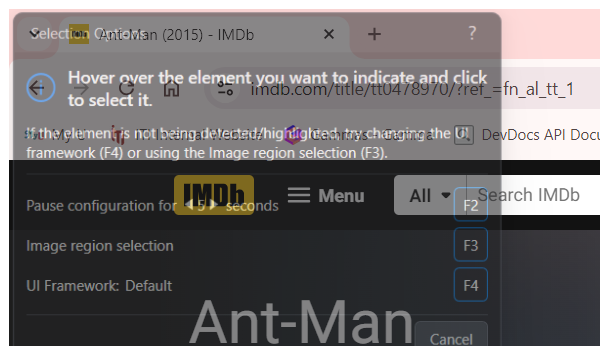 Selection Options
Ant-Man (2015) - IMDb
?
Hover over the element you want to indicate and click
to select it.
imdb.com/title/tt0478970/?ref_=fn_al_tt_1
If the element is not being detected/highlighted, try changing the UI
framework (F4) or using the Image region selection (F3).
DevDocs API Docu
IMDb
Menu
All
Search IMDb
Pause configuration for 5 seconds
F2
Image region selection
F3
UI Framework: Default
F4
Ant-Man
Cancel